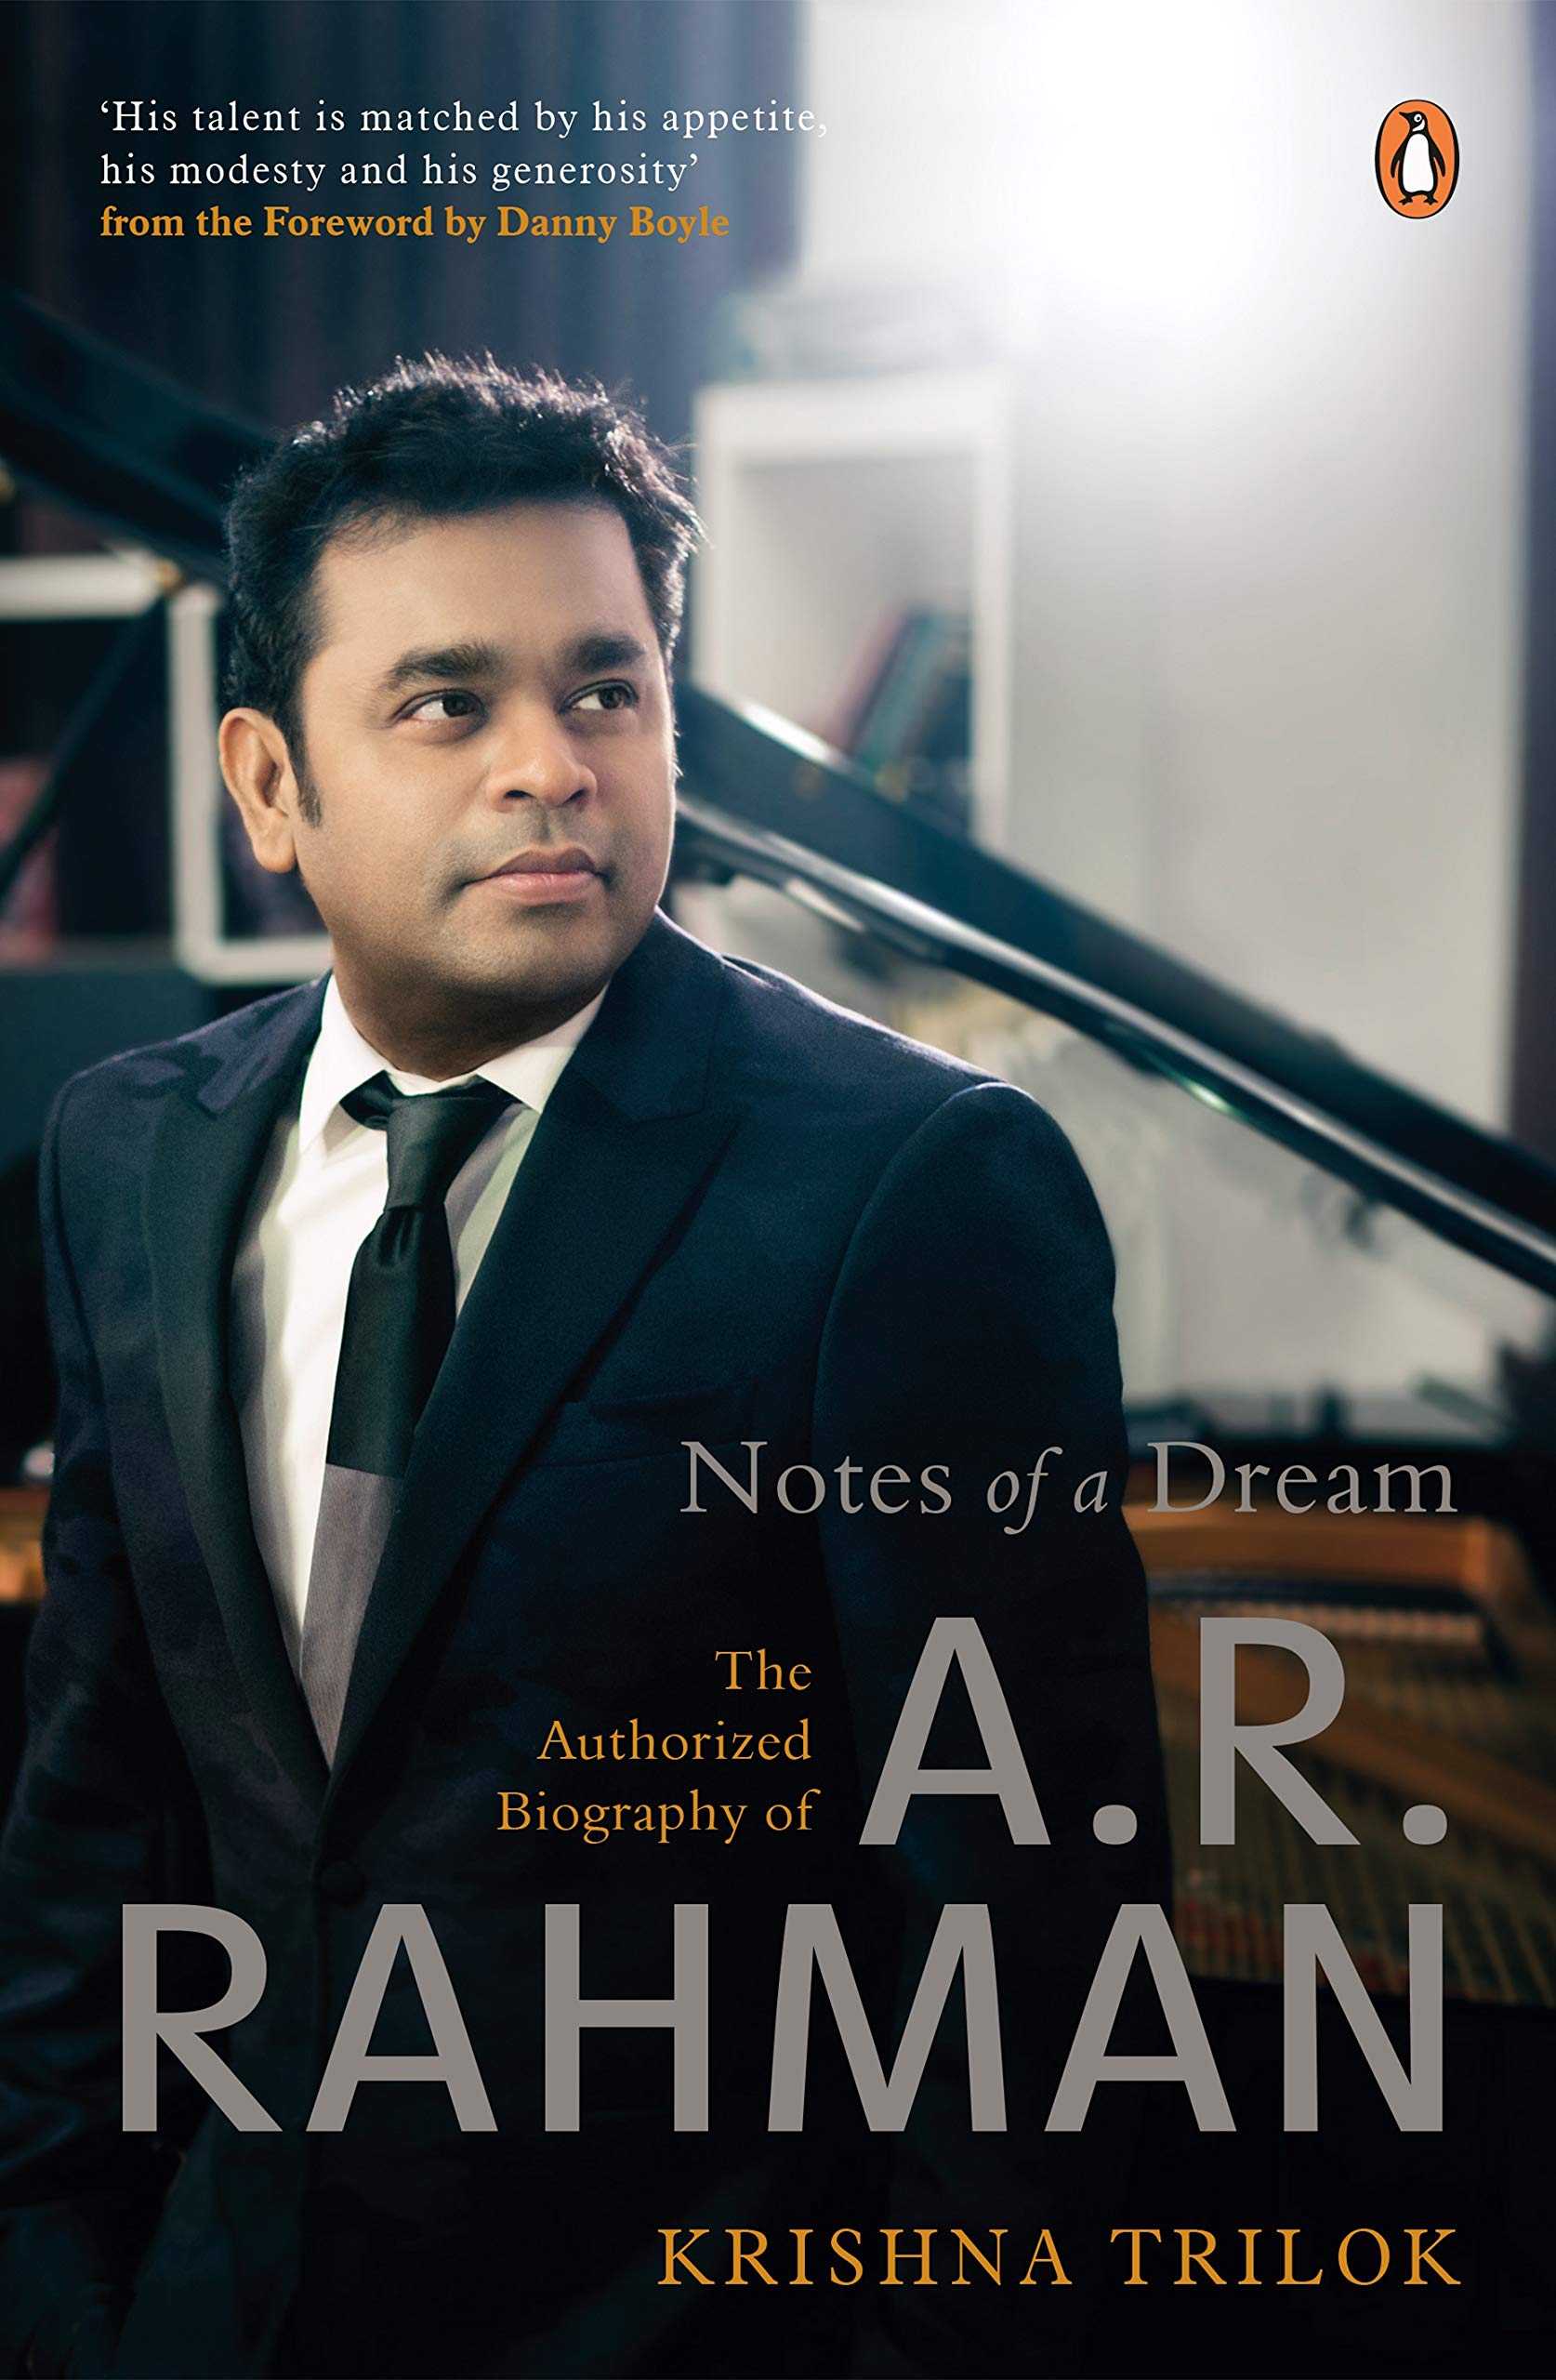 ‘His talent is matched by his appetite,
his modesty and his generosity’
from the Foreword by Danny Boyle
Notes of a Dream
The
Authorized
Biography of
A.R.
RAHMAN
KRISHNA TRILOK